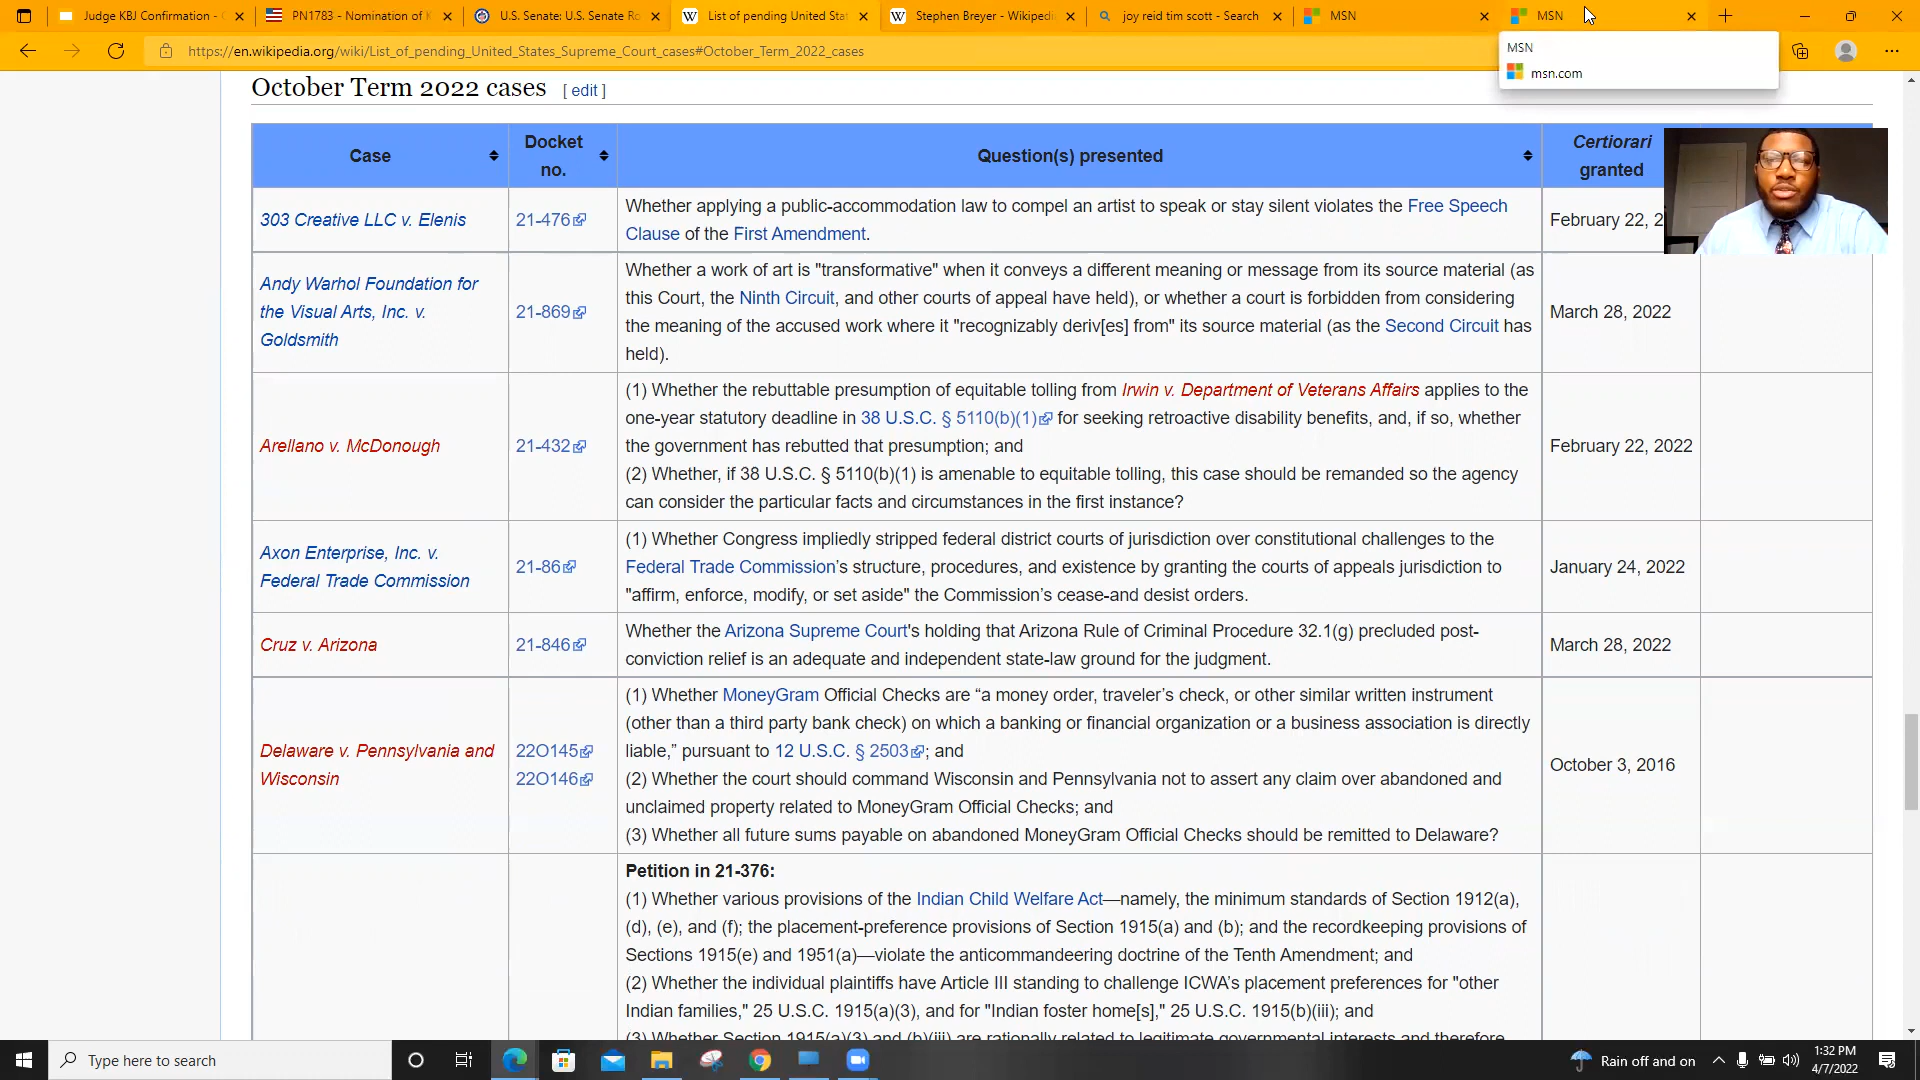 Judge KBJ Confirmation -
PN1783 - Nomination of K
U.S. Senate: U.S. Senate Ro
List of pending United Sta
Stephen Breyer - Wikipedi
joy reid tim scott - Search
MSN
MSN
https://en.wikipedia.org/wiki/List_of_pending_United_States_Supreme_Court_cases#October_Term_2022_cases
MSN
msn.com
October Term 2022 cases [ edit ]
Case
Docket
no.
Question(s) presented
Certiorari
granted
303 Creative LLC v. Elenis
21-476
Whether applying a public-accommodation law to compel an artist to speak or stay silent violates the Free Speech
Clause of the First Amendment.
February 22, 2
Andy Warhol Foundation for
the Visual Arts, Inc. v.
Goldsmith
21-869
Whether a work of art is "transformative" when it conveys a different meaning or message from its source material (as
this Court, the Ninth Circuit, and other courts of appeal have held), or whether a court is forbidden from considering
the meaning of the accused work where it "recognizably deriv[es] from" its source material (as the Second Circuit has
held).
March 28, 2022
Arellano v. McDonough
21-432
(1) Whether the rebuttable presumption of equitable tolling from Irwin v. Department of Veterans Affairs applies to the
one-year statutory deadline in 38 U.S.C. § 5110(b)(1) for seeking retroactive disability benefits, and, if so, whether
the government has rebutted that presumption; and
(2) Whether, if 38 U.S.C. § 5110(b)(1) is amenable to equitable tolling, this case should be remanded so the agency
can consider the particular facts and circumstances in the first instance?
February 22, 2022
Axon Enterprise, Inc. v.
Federal Trade Commission
21-86
(1) Whether Congress impliedly stripped federal district courts of jurisdiction over constitutional challenges to the
Federal Trade Commission's structure, procedures, and existence by granting the courts of appeals jurisdiction to
"affirm, enforce, modify, or set aside" the Commission's cease-and desist orders.
January 24, 2022
Cruz v. Arizona
21-846
Whether the Arizona Supreme Court's holding that Arizona Rule of Criminal Procedure 32.1(g) precluded post-
conviction relief is an adequate and independent state-law ground for the judgment.
March 28, 2022
Delaware v. Pennsylvania and
Wisconsin
22O145
22O146
(1) Whether MoneyGram Official Checks are “a money order, traveler’s check, or other similar written instrument
(other than a third party bank check) on which a banking or financial organization or a business association is directly
liable,” pursuant to 12 U.S.C. § 2503; and
(2) Whether the court should command Wisconsin and Pennsylvania not to assert any claim over abandoned and
unclaimed property related to MoneyGram Official Checks; and
(3) Whether all future sums payable on abandoned MoneyGram Official Checks should be remitted to Delaware?
October 3, 2016
Petition in 21-376:
(1) Whether various provisions of the Indian Child Welfare Act—namely, the minimum standards of Section 1912(a),
(d), (e), and (f); the placement-preference provisions of Section 1915(a) and (b); and the recordkeeping provisions of
Sections 1915(e) and 1951(a)—violate the anticommandeering doctrine of the Tenth Amendment; and
(2) Whether the individual plaintiffs have Article III standing to challenge ICWA's placement preferences for "other
Indian families," 25 U.S.C. 1915(a)(3), and for "Indian foster home[s]," 25 U.S.C. 1915(b)(iii); and
(3) Whether Section 1915(a)(3) and (b)(iii) are rationally related to legitimate governmental interests and therefore
Type here to search
Rain off and on
1:32 PM
4/7/2022